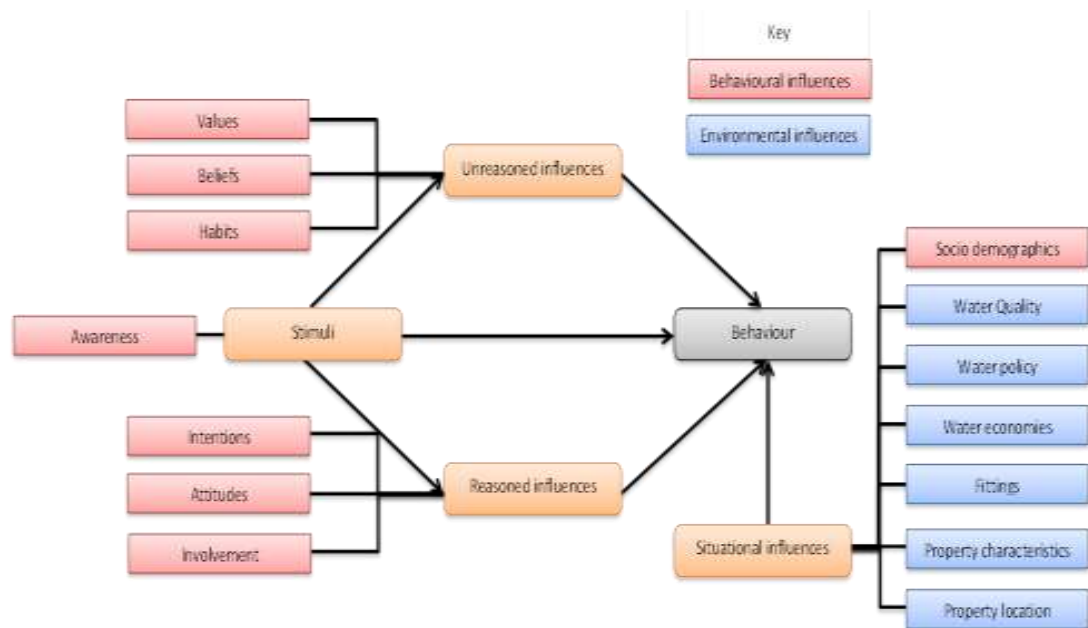 Key
Behavioural influences
Environmental influences
Values
Beliefs
Habits
Unreasoned influences
Awareness
Stimuli
Behaviour
Intentions
Attitudes
Involvement
Reasoned influences
Situational influences
Socio demographics
Water Quality
Water policy
Water economies
Fittings
Property characteristics
Property location